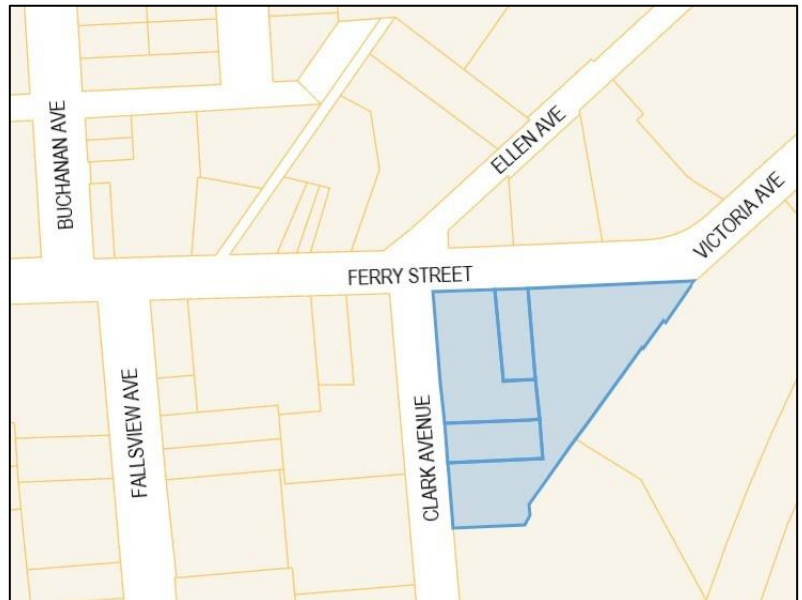 BUCHANAN AVE
ELLEN AVE
VICTORIA AVE
FERRY STREET
FALLSVIEW AVE
CLARK AVENUE